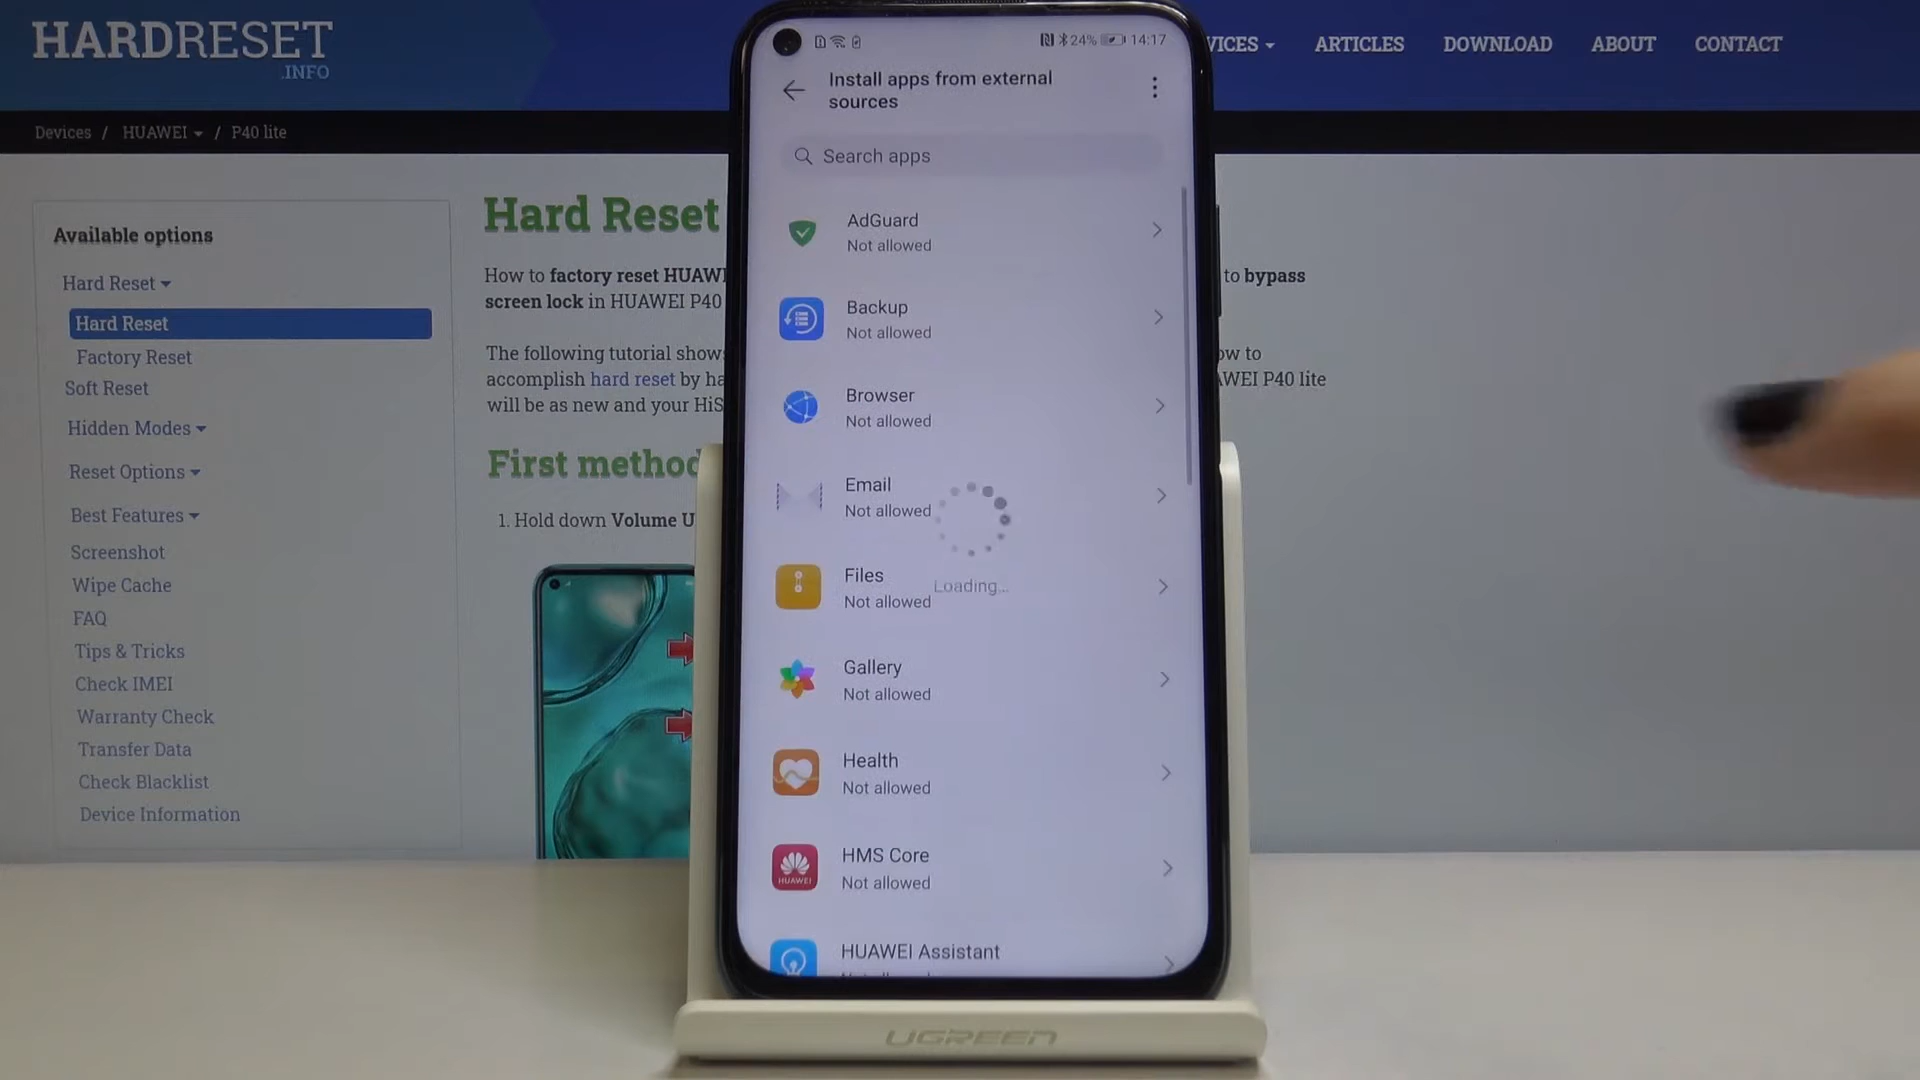 HARDRESET
.INFO
VICES
ARTICLES
DOWNLOAD
ABOUT
CONTACT
Devices / HUAWEI / P40 lite
Available options
Hard Reset
Hard Reset
Factory Reset
Soft Reset
Hidden Modes
Reset Options
Best Features
Screenshot
Wipe Cache
FAQ
Tips & Tricks
Check IMEI
Warranty Check
Transfer Data
Check Blacklist
Device Information
Hard Reset
How to factory reset HUAWE
to bypass
screen lock in HUAWEI P40
The following tutorial shows
ow to
accomplish hard reset by ha
AWEI P40 lite
will be as new and your HiS
First method
1. Hold down Volume U
24% 14:17
Install apps from external
sources
Search apps
AdGuard
Not allowed
Backup
Not allowed
Browser
Not allowed
Email
Not allowed
Files
Not allowed
Loading...
Gallery
Not allowed
Health
Not allowed
HMS Core
Not allowed
HUAWEI
HUAWEI Assistant
UGREEN